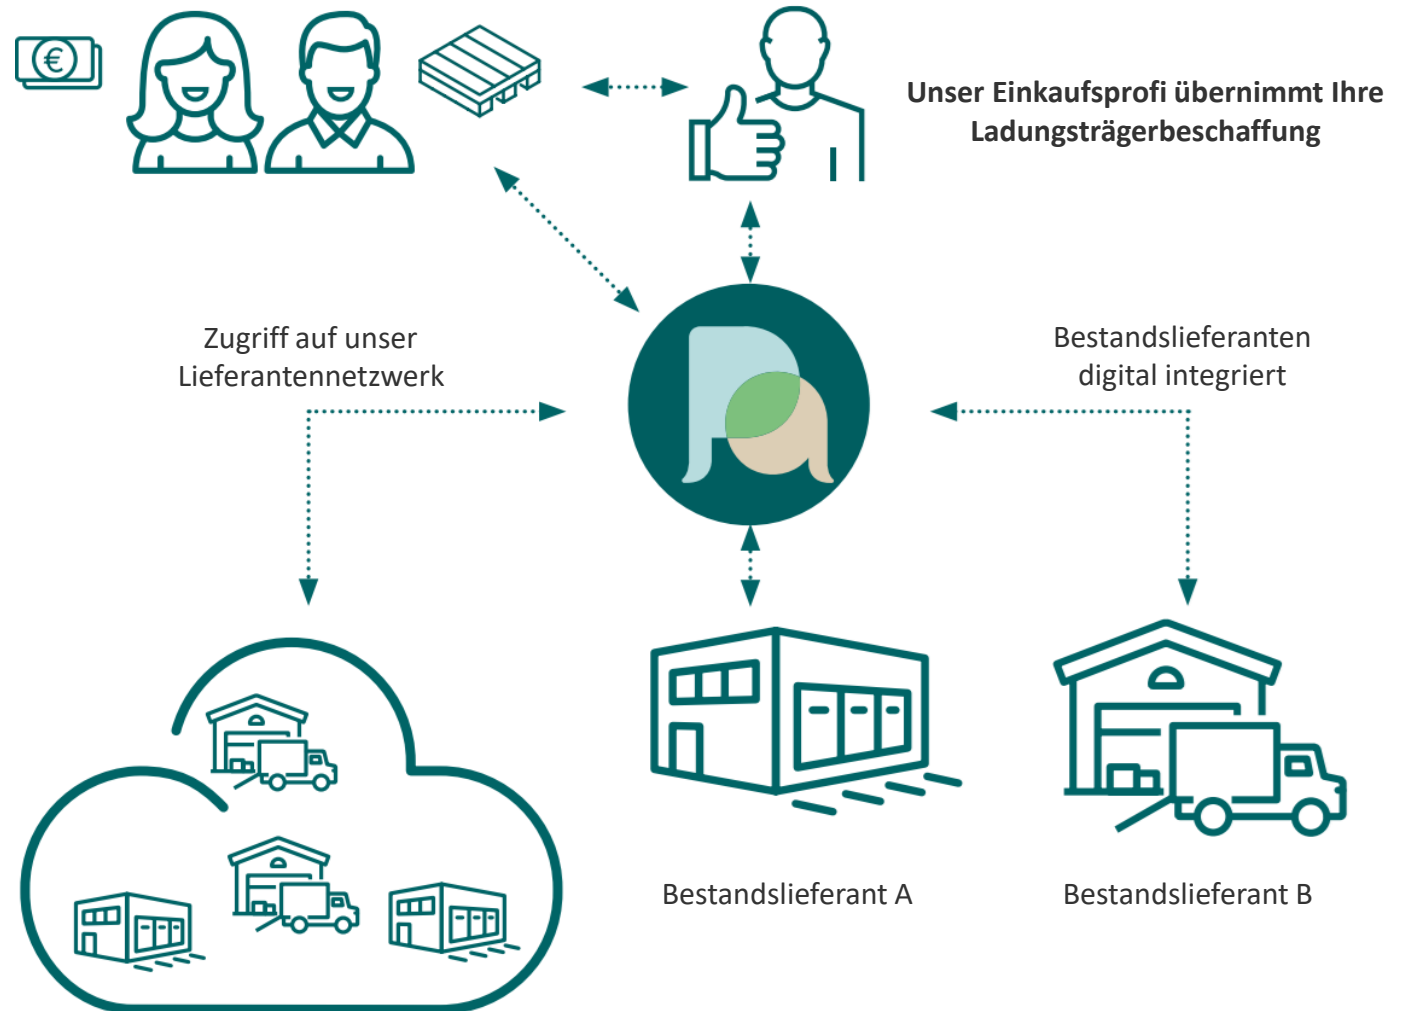 €
Unser Einkaufsprofi übernimmt Ihre
Ladungsträgerbeschaffung
Zugriff auf unser
Lieferantennetzwerk
Bestandslieferanten
digital integriert
Bestandslieferant A
Bestandslieferant B